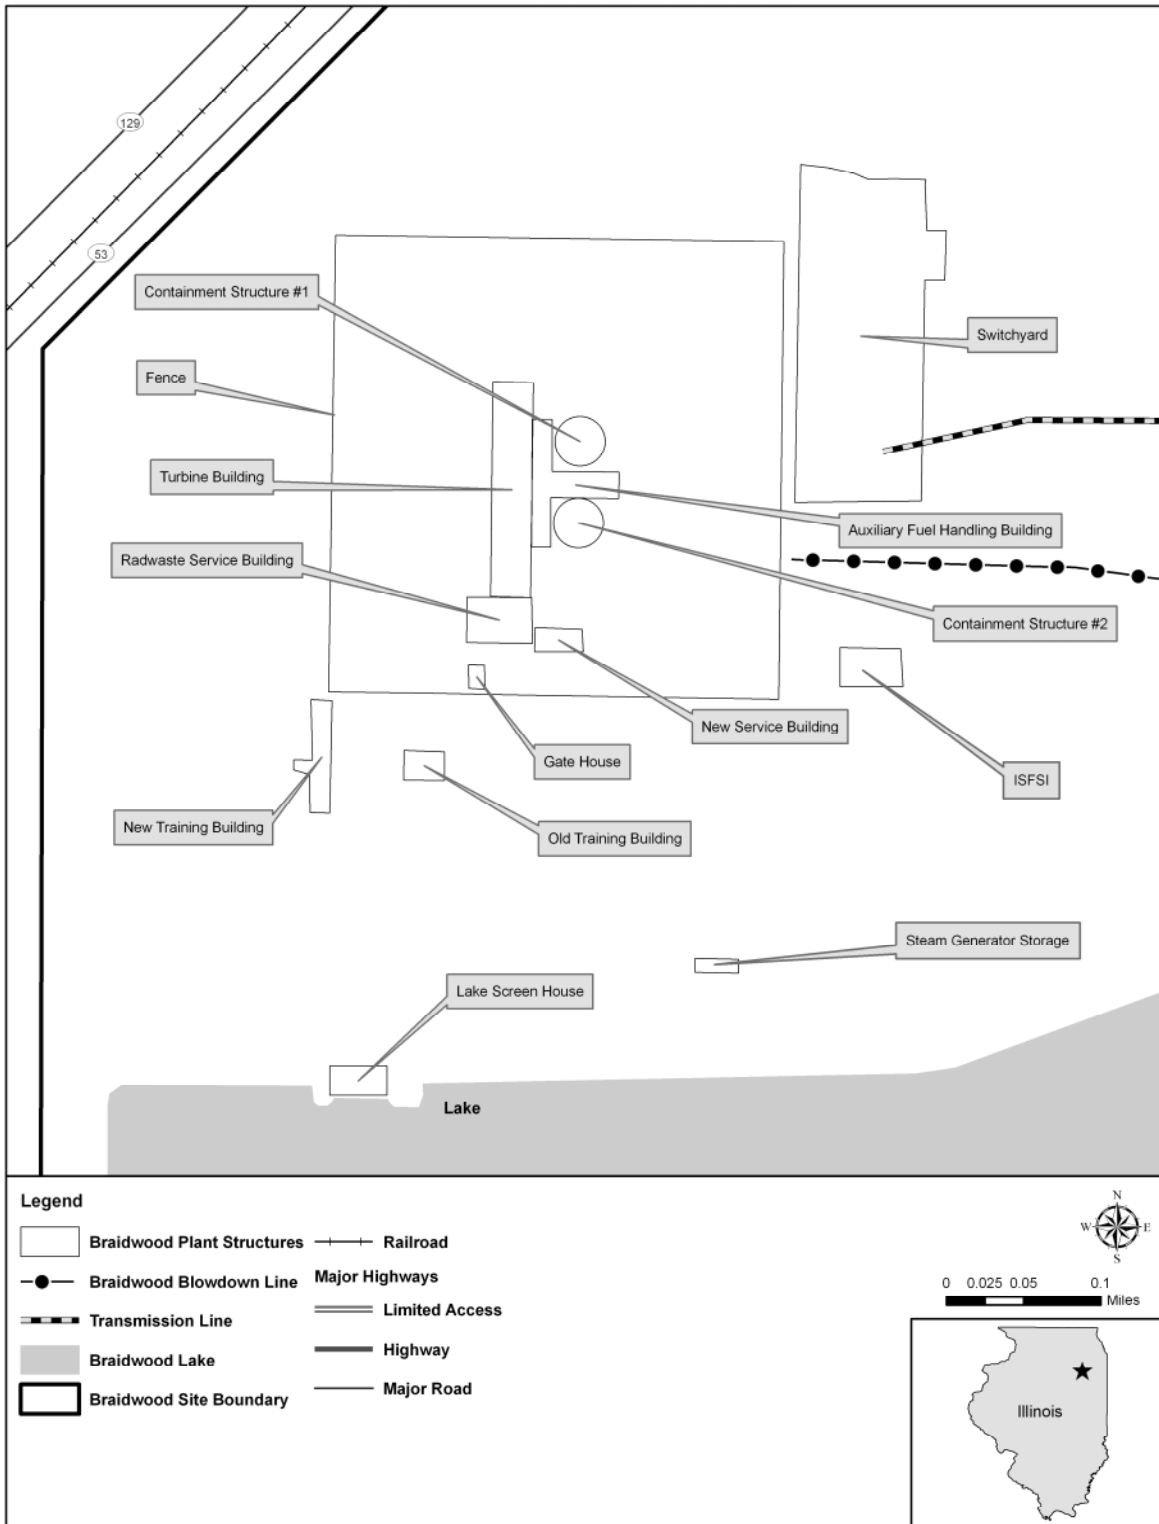 129
53
Containment Structure #1
Switchyard
Fence
Turbine Building
Auxiliary Fuel Handling Building
Radwaste Service Building
Containment Structure #2
New Service Building
Gate House
ISFSI
New Training Building
Old Training Building
Steam Generator Storage
Lake Screen House
Lake
Legend
Braidwood Plant Structures
Braidwood Blowdown Line
Transmission Line
Braidwood Lake
Braidwood Site Boundary
Railroad
Major Highways
Limited Access
Highway
Major Road
N
W E
S
0 0.025 0.05 0.1
Miles
Illinois